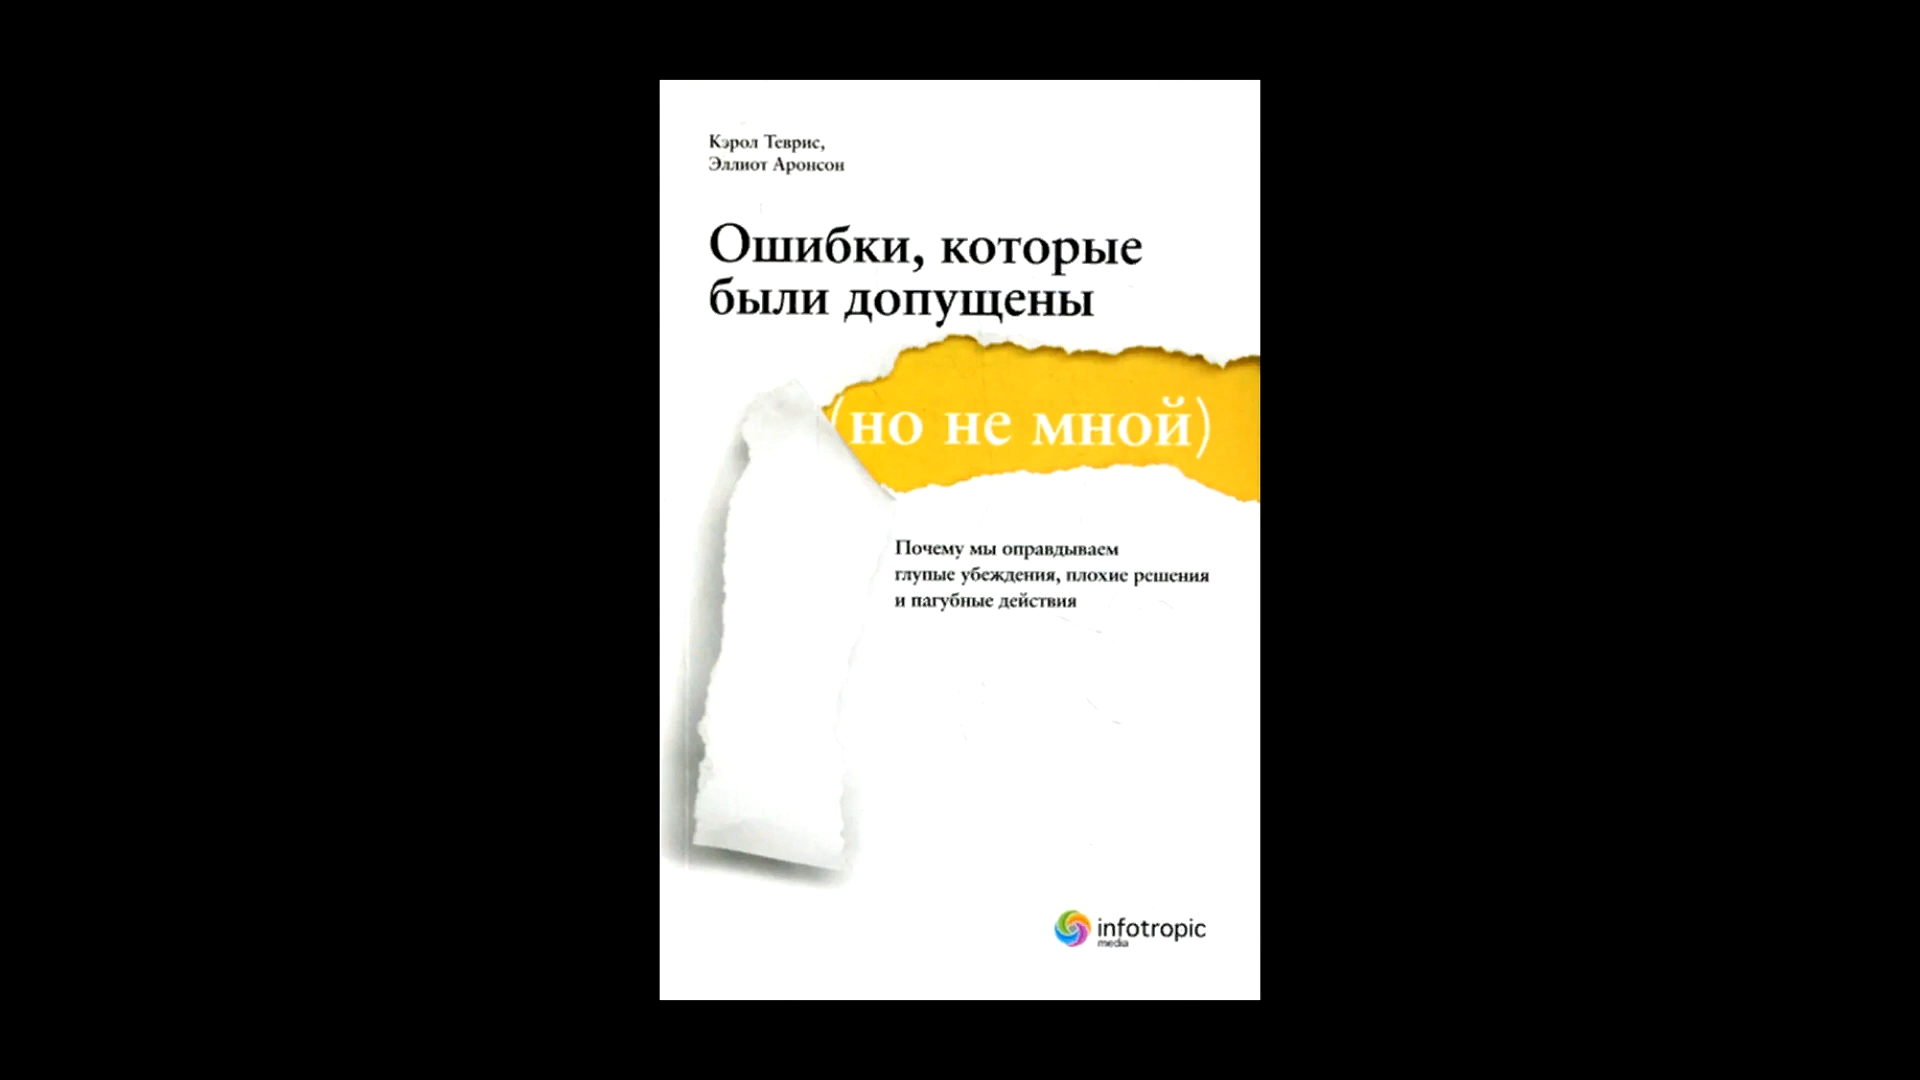 Кэрол Теврис,
Эллиот Аронсон
Ошибки, которые
были допущены
(но не мной)
Почему мы оправдываем
глупые убеждения, плохие решения
и пагубные действия
infotropic
media